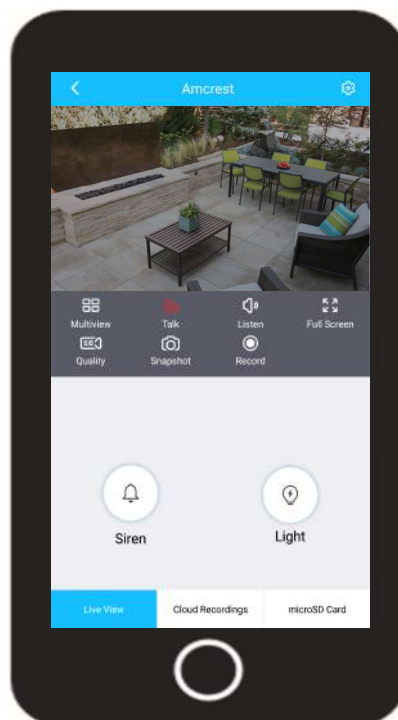 Amcrest
Multiview Talk Listen Full Screen
Quality Snapshot Record
Siren Light
Live View Cloud Recordings microSD Card